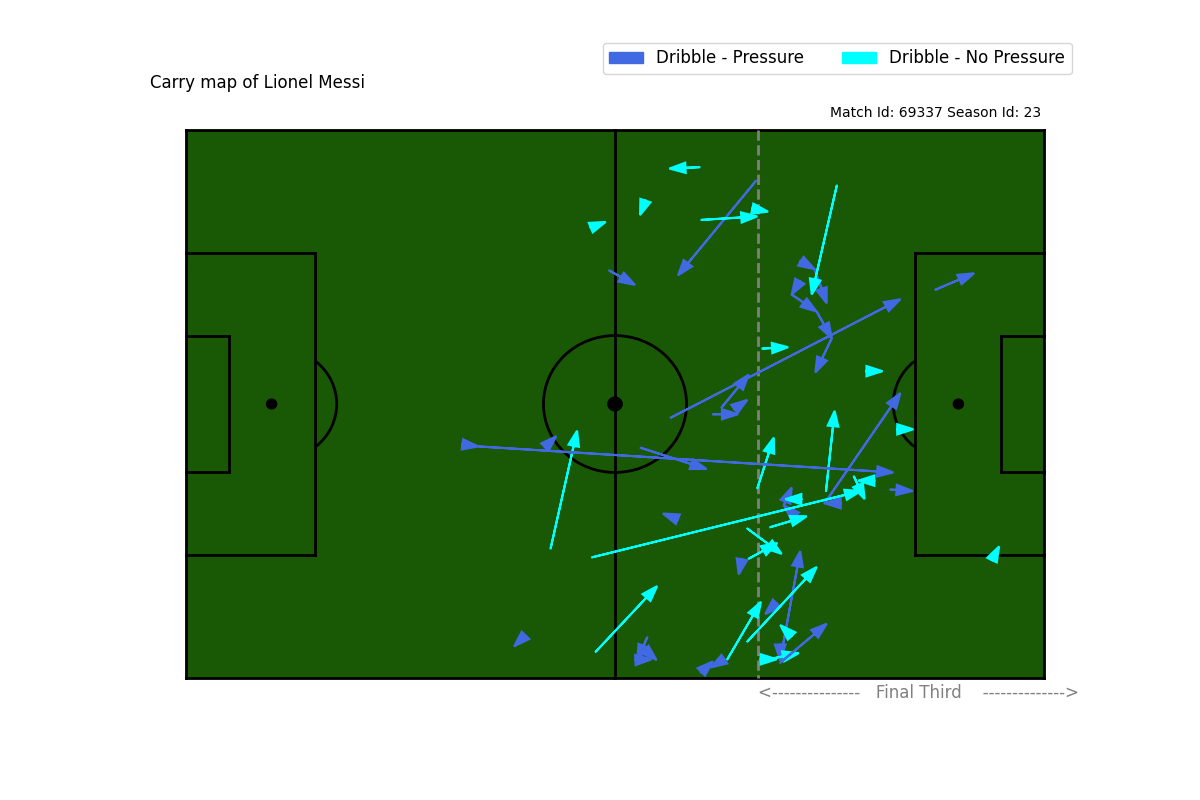 Dribble - Pressure Dribble - No Pressure
Carry map of Lionel Messi
Match Id: 69337 Season Id: 23
<--------------- Final Third -------------->